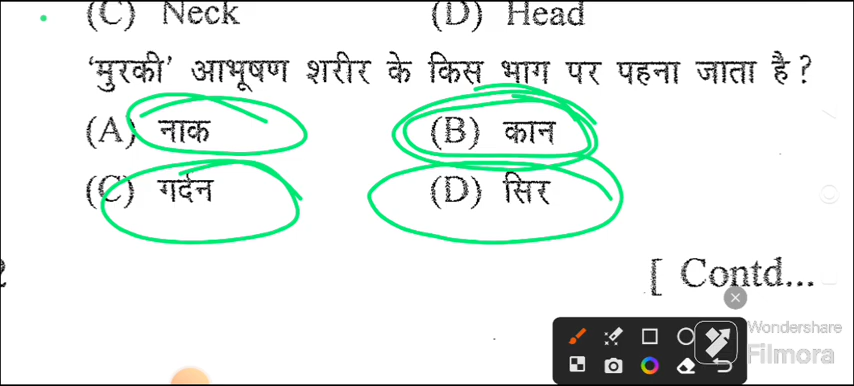 (C) Neck (D) Head
‘मुरकी’ आभूषण शरीर के किस भाग पर पहना जाता है ?
(A) नाक (B) कान
(C) गर्दन (D) सिर
[ Contd...
Wondershare
Filmora